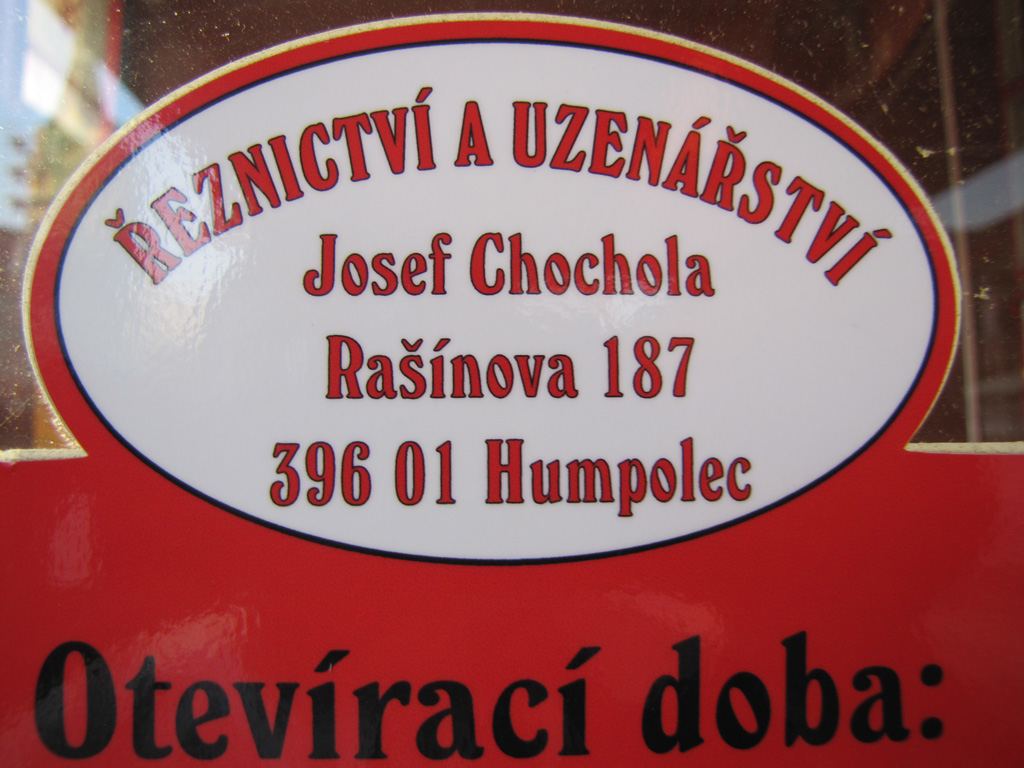 ŘEZNICTVÍ A UZENÁŘSTVÍ
Josef Chochola
Rašínova 187
396 01 Humpolec
Otevírací doba: